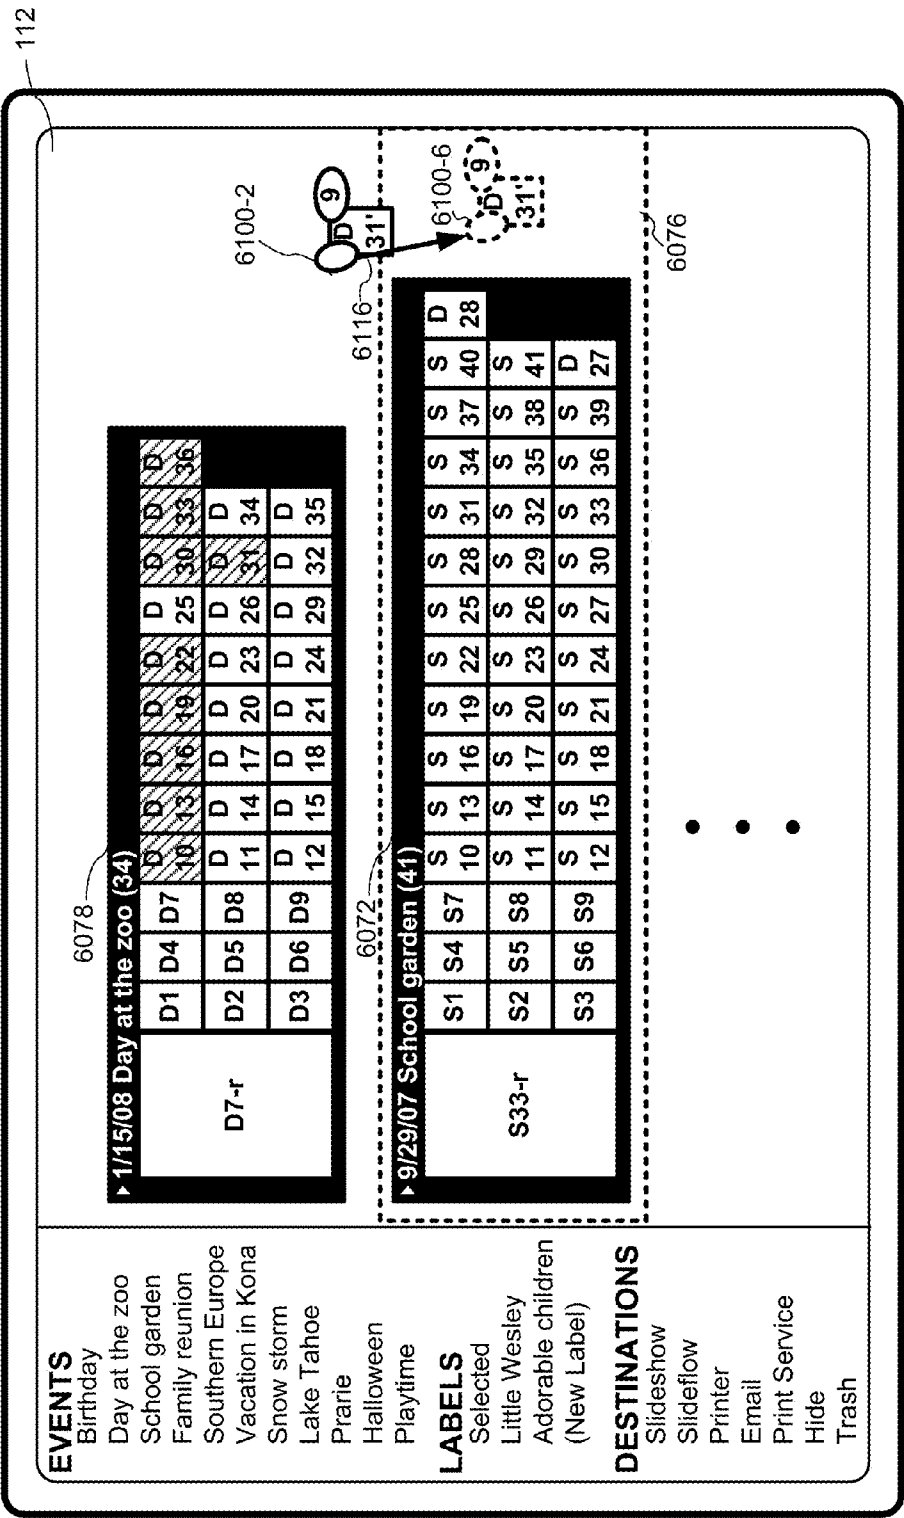 112
EVENTS
Birthday
Day at the zoo
School garden
Family reunion
Southern Europe
Vacation in Kona
Snow storm
Lake Tahoe
Prarie
Halloween
Playtime
LABELS
Selected
Little Wesley
Adorable children
(New Label)
DESTINATIONS
Slideshow
Slideflow
Printer
Email
Print Service
Hide
Trash
6078
▸ 1/15/08 Day at the zoo (34)
D7-r
D1 D4 D7 D D D D D D D D D
10 13 16 19 22 25 30 33 36
D2 D5 D8 D D D D D D D D
11 14 17 20 23 26 31 34
D3 D6 D9 D D D D D D D D
12 15 18 21 24 29 32 35
6100-2
9
D
31'
6116
6072
▸ 9/29/07 School garden (41)
S33-r
S1 S4 S7 S S S S S S S S S S S D
10 13 16 19 22 25 28 31 34 37 40 28
S2 S5 S8 S S S S S S S S S S S
11 14 17 20 23 26 29 32 35 38 41
S3 S6 S9 S S S S S S S S S S D
12 15 18 21 24 27 30 33 36 39 27
6100-6
9
D
31'
6076